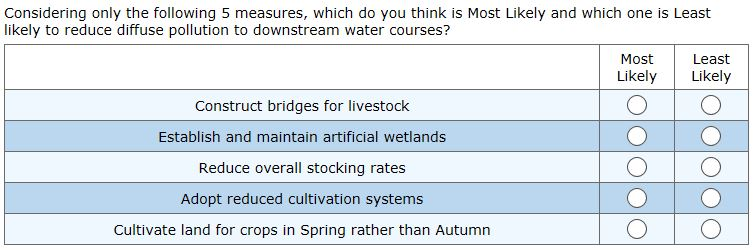 Considering only the following 5 measures, which do you think is Most Likely and which one is Least
likely to reduce diffuse pollution to downstream water courses?
Most Least
Likely Likely
Construct bridges for livestock
Establish and maintain artificial wetlands
Reduce overall stocking rates
Adopt reduced cultivation systems
Cultivate land for crops in Spring rather than Autumn